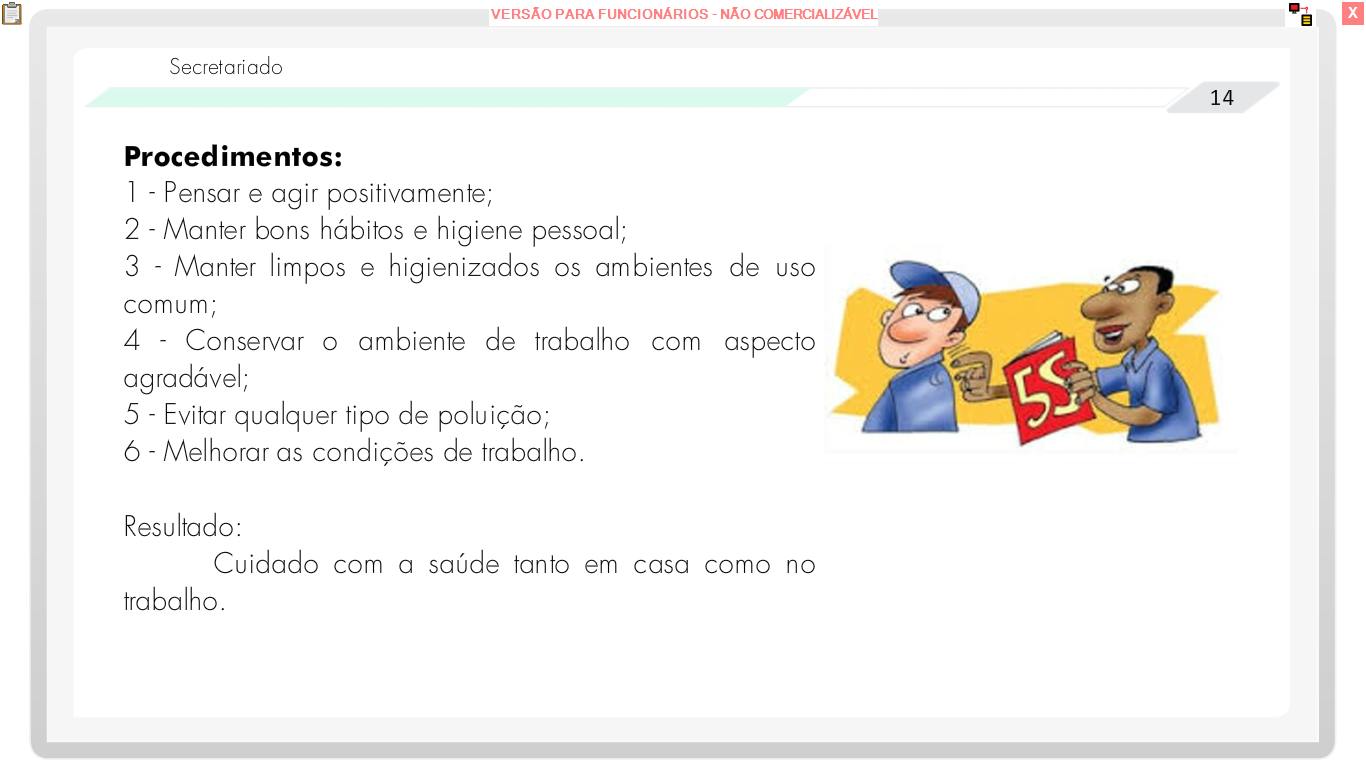 VERSÃO PARA FUNCIONÁRIOS - NÃO COMERCIALIZÁVEL
X
Secretariado
14
Procedimentos:
1 - Pensar e agir positivamente;
2 - Manter bons hábitos e higiene pessoal;
3 - Manter limpos e higienizados os ambientes de uso
comum;
4 - Conservar o ambiente de trabalho com aspecto
agradável;
5 - Evitar qualquer tipo de poluição;
6 - Melhorar as condições de trabalho.
5S
Resultado:
Cuidado com a saúde tanto em casa como no
trabalho.